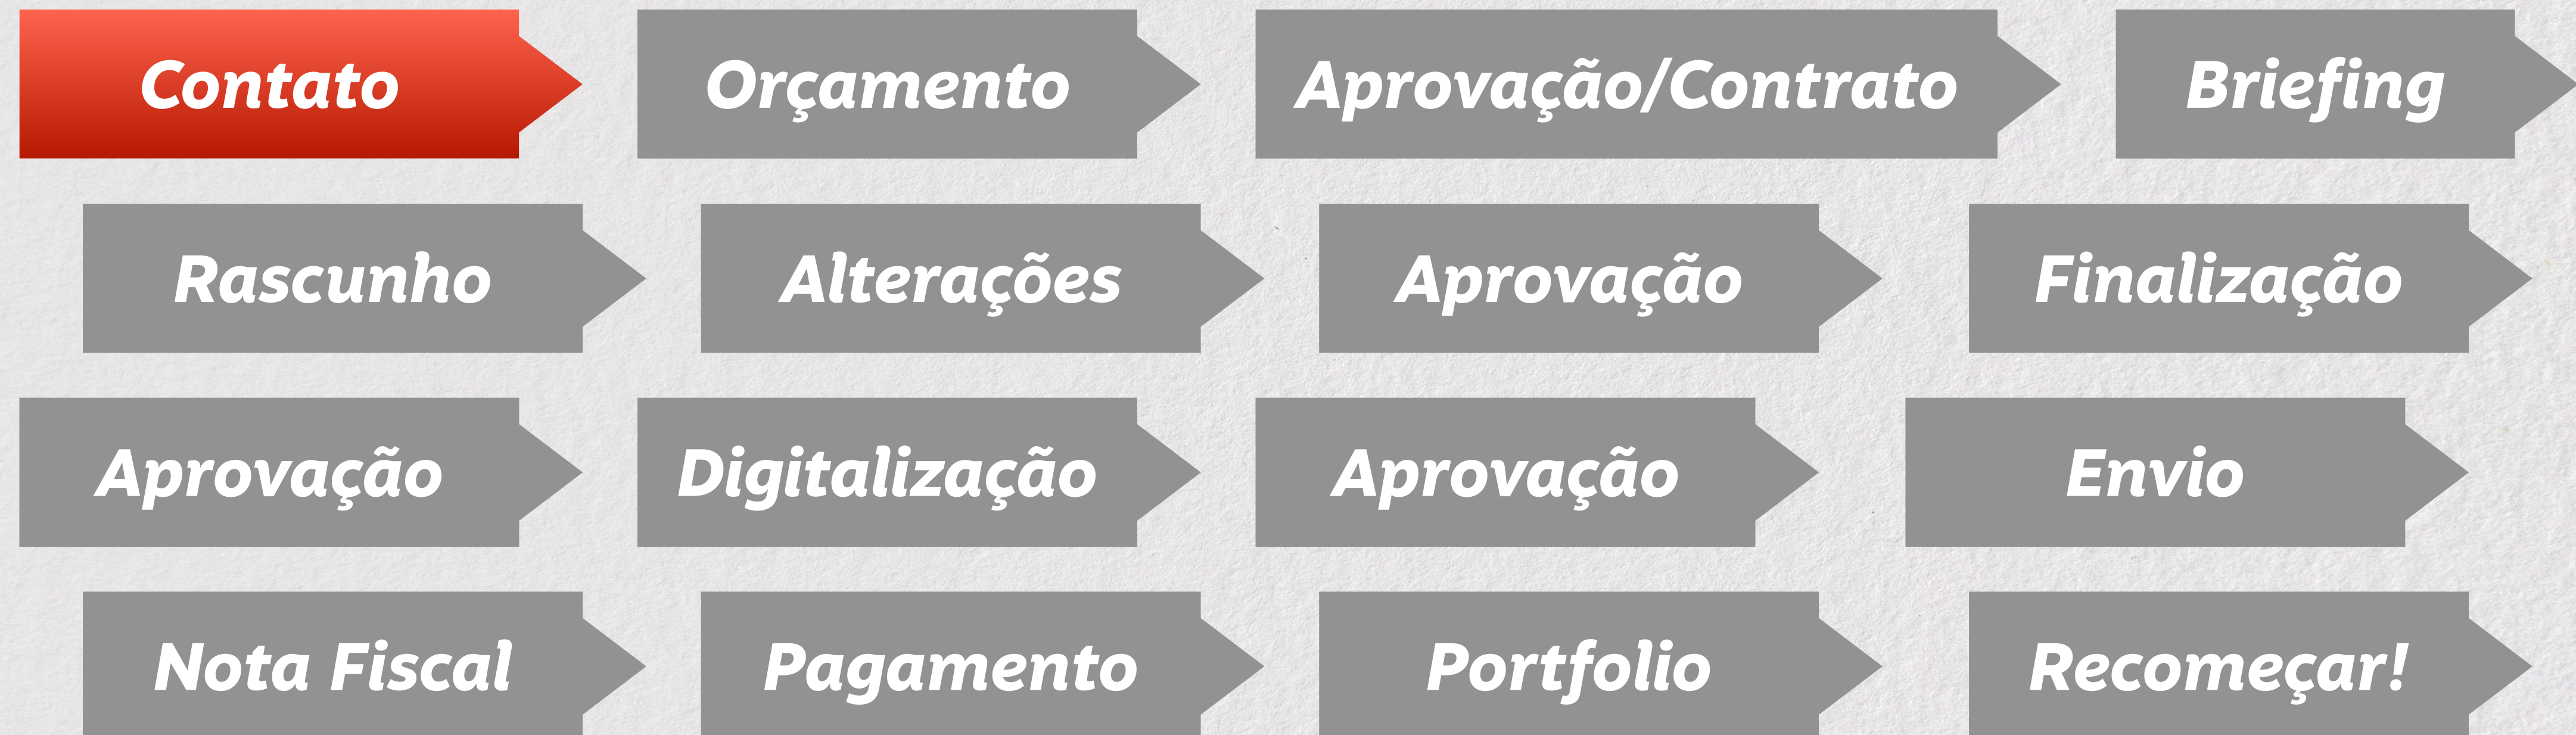 Contato
Orçamento
Aprovação/Contrato
Briefing
Rascunho
Alterações
Aprovação
Finalização
Aprovação
Digitalização
Aprovação
Envio
Nota Fiscal
Pagamento
Portfolio
Recomeçar!